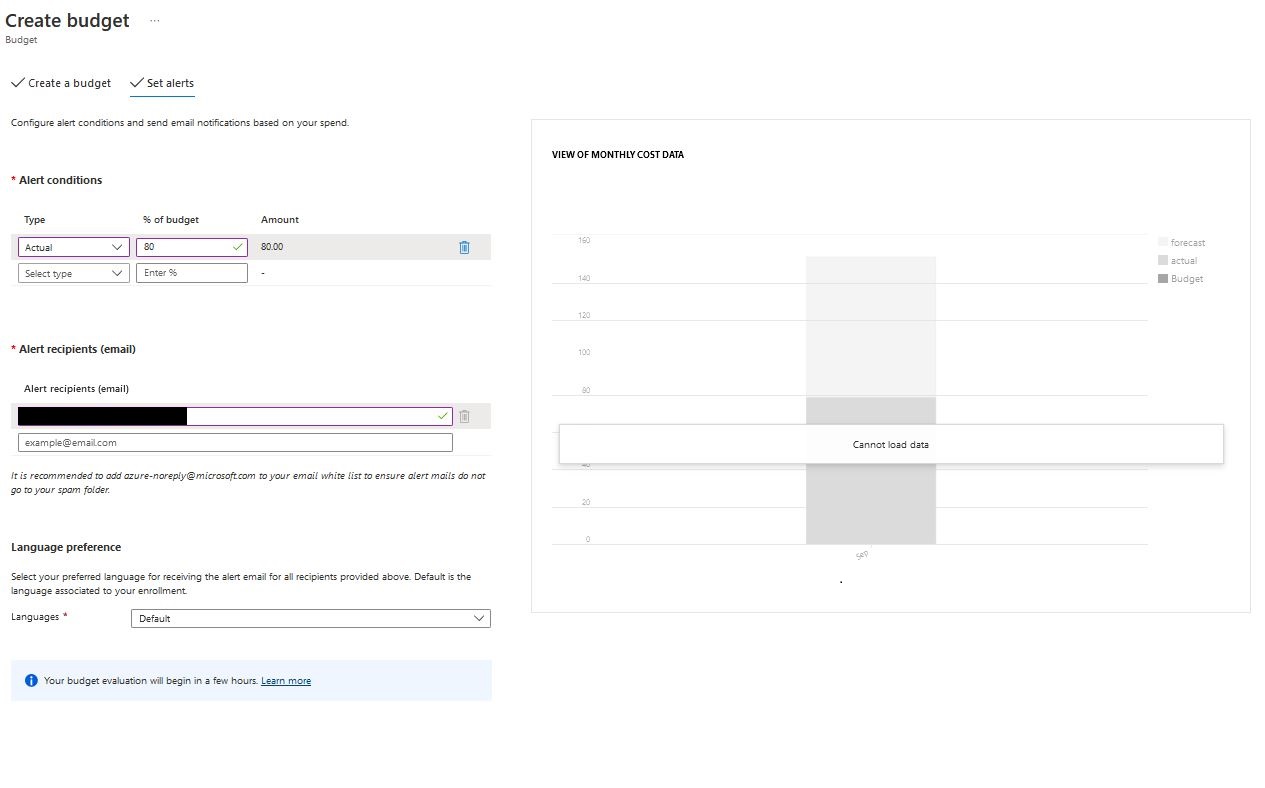 Create budget ...
Budget
Create a budget
Set alerts
Configure alert conditions and send email notifications based on your spend.
* Alert conditions
Type % of budget Amount
Actual 80 80.00
Select type Enter % -
* Alert recipients (email)
Alert recipients (email)
example@email.com
It is recommended to add azure-noreply@microsoft.com to your email white list to ensure alert mails do not
go to your spam folder.
Language preference
Select your preferred language for receiving the alert email for all recipients provided above. Default is the
language associated to your enrollment.
Languages * Default
Your budget evaluation will begin in a few hours. Learn more
VIEW OF MONTHLY COST DATA
160
140
120
100
80
40
20
0
Sep
forecast
actual
Budget
Cannot load data